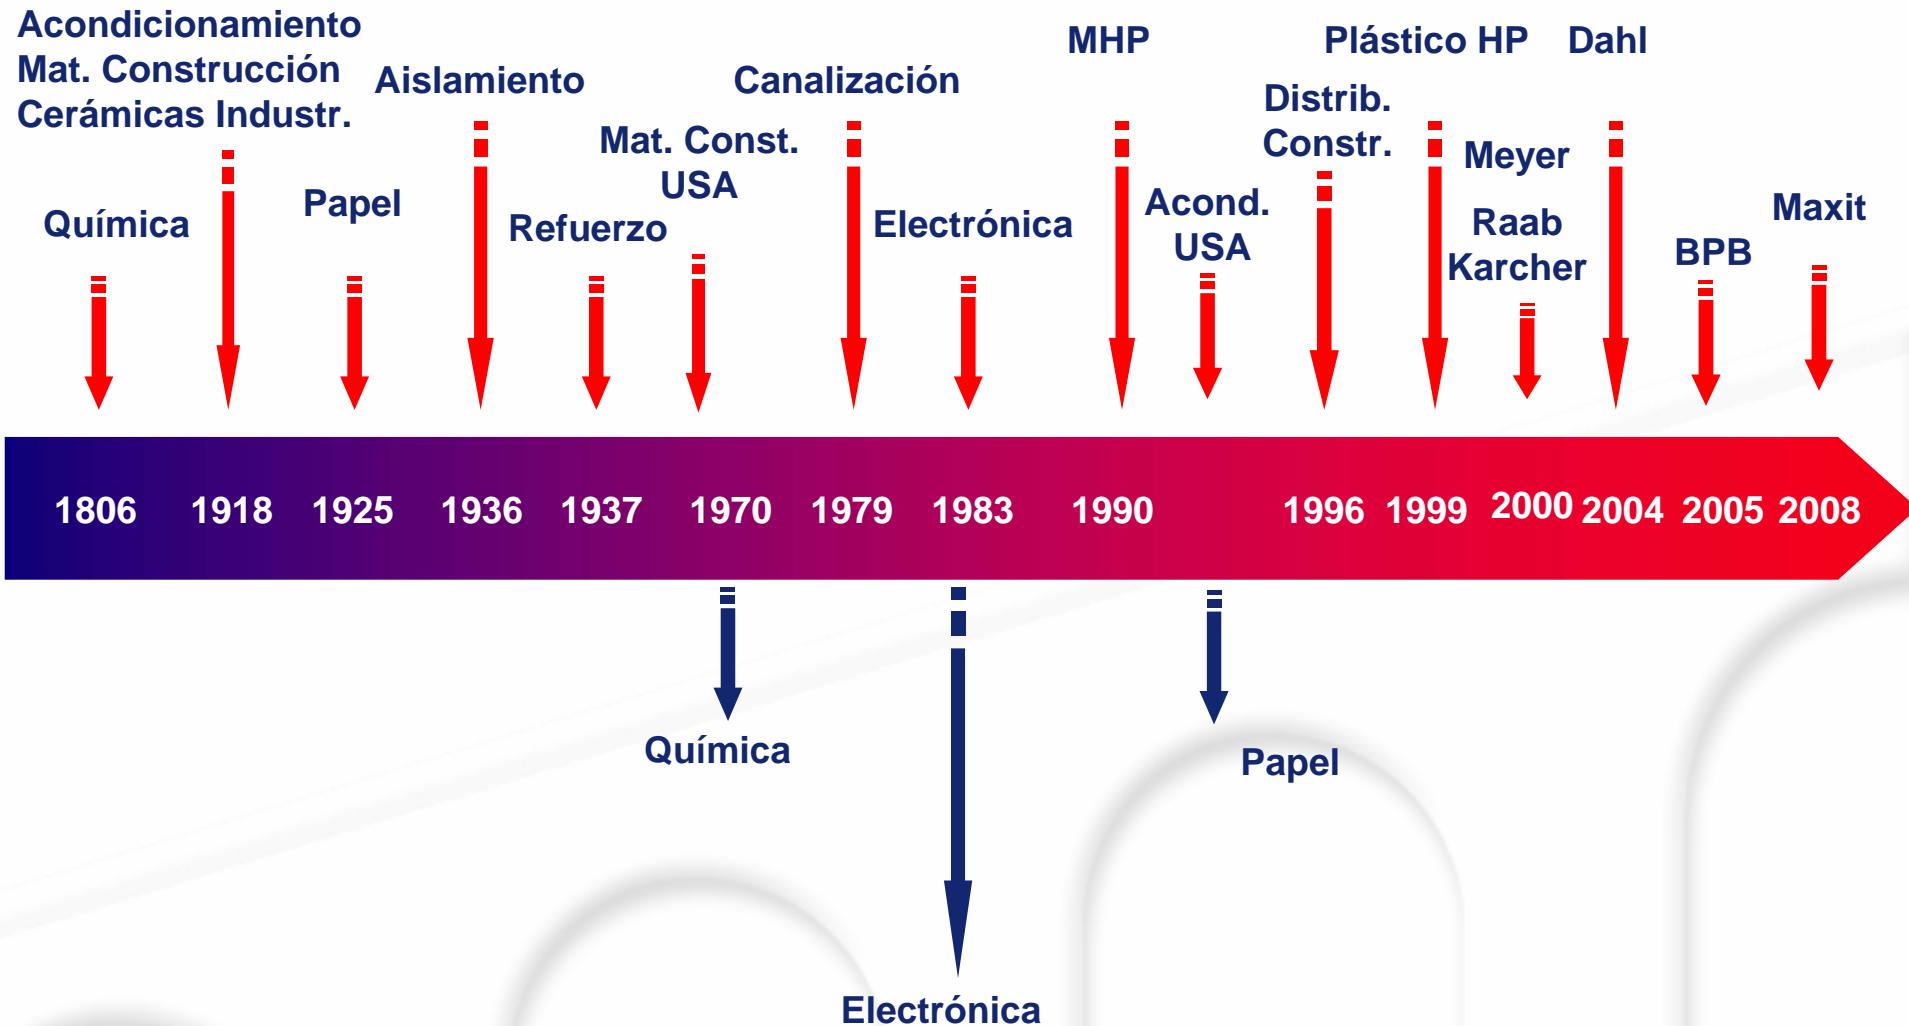 Acondicionamiento
Mat. Construcción
Cerámicas Industr.
Química
Papel
Aislamiento
Refuerzo
Mat. Const.
USA
Canalización
Electrónica
MHP
Acond.
USA
Distrib.
Constr.
Plástico HP
Meyer
Raab
Karcher
Dahl
BPB
Maxit
1806 1918 1925 1936 1937 1970 1979 1983 1990 1996 1999 2000 2004 2005 2008
Química
Papel
Electrónica